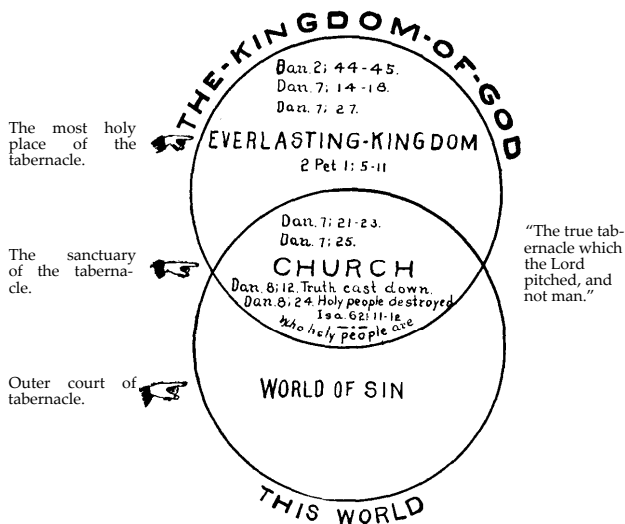 THE-KINGDOM-OF-GOD
Dan. 2; 44-45.
Dan. 7; 14-18.
Dan. 7; 27.
The most holy
place of the
tabernacle.
EVERLASTING-KINGDOM
2 Pet 1; 5-11
Dan. 7; 21-23.
Dan. 7; 25.
The sanctuary
of the taberna-
cle.
CHURCH
Dan. 8; 12. Truth cast down.
Dan. 8; 24. Holy people destroyed
Isa. 62; 11-12
Who holy people are
"The true tab-
ernacle which
the Lord
pitched, and
not man."
Outer court of
tabernacle.
WORLD OF SIN
THIS WORLD